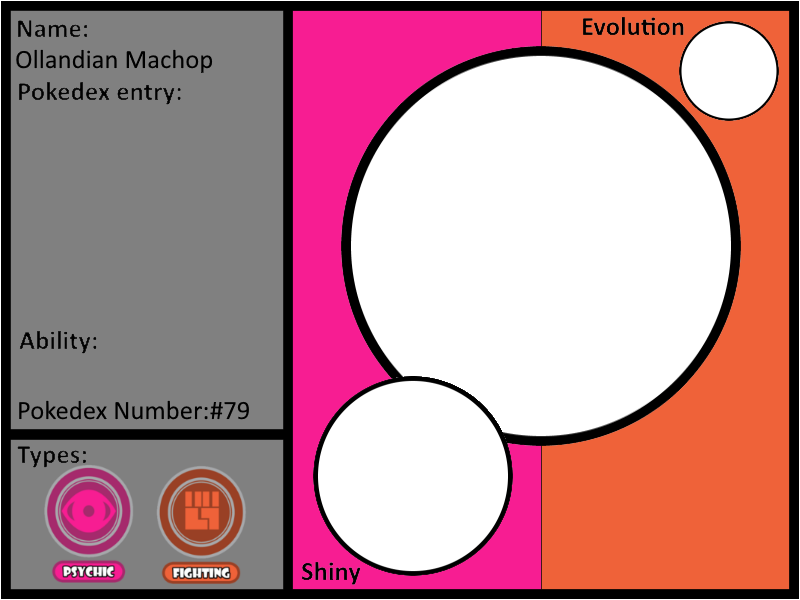 Name:
Ollandian Machop
Pokedex entry:
Ability:
Pokedex Number:#79
Types:
PSYCHIC
FIGHTING
Evolution
Shiny